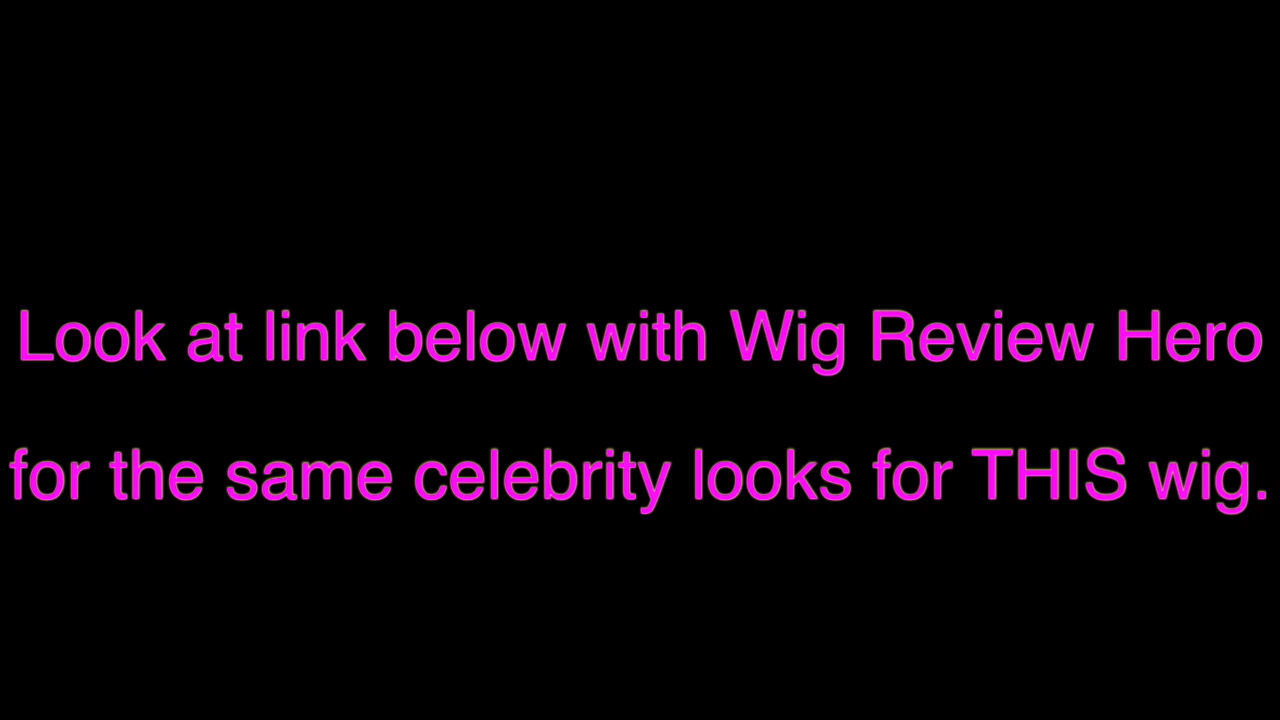 Look at link below with Wig Review Hero
for the same celebrity looks for THIS wig.